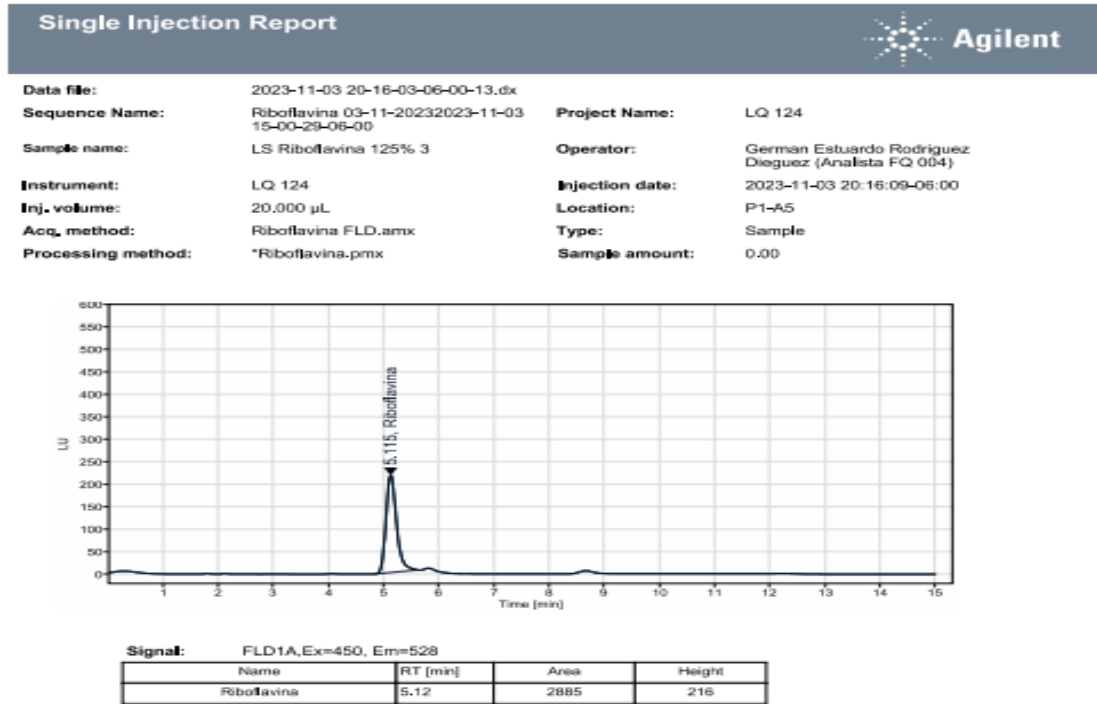 Single Injection Report
Agilent
Data file: 2023-11-03 20-16-03-06-00-13.dx
Sequence Name: Riboflavina 03-11-20232023-11-03 Project Name: LQ 124
15-00-29-06-00
Sample name: LS Riboflavina 125% 3 Operator: German Estuardo Rodriguez
Dieguez (Analista FQ 004)
Instrument: LQ 124 Injection date: 2023-11-03 20:16:09-06:00
Inj. volume: 20.000 µL Location: P1-A5
Acq. method: Riboflavina FLD.amx Type: Sample
Processing method: *Riboflavina.pmx Sample amount: 0.00
600
550
500
450
400
350
300
250
200
150
100
50
0
LU
5.115, Riboflavina
1 2 3 4 5 6 7 8 9 10 11 12 13 14 15
Time [min]
Signal: FLD1A,Ex=450, Em=528
Name RT [min] Area Height
Riboflavina 5.12 2885 216